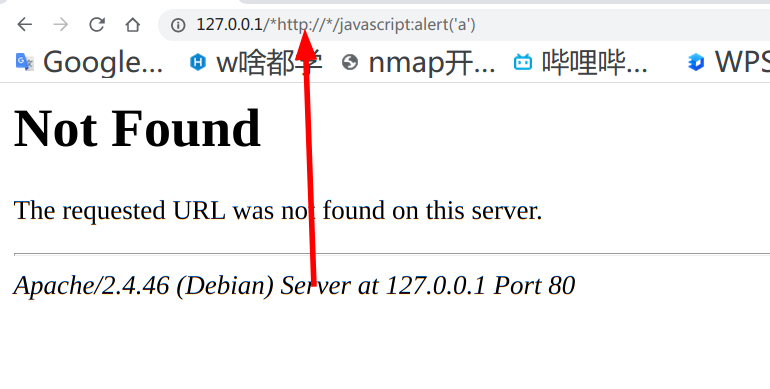 127.0.0.1/*http://*/javascript:alert('a')
Google... w啥都学 nmap开... 哔哩哔... WPS
Not Found
The requested URL was not found on this server.
Apache/2.4.46 (Debian) Server at 127.0.0.1 Port 80